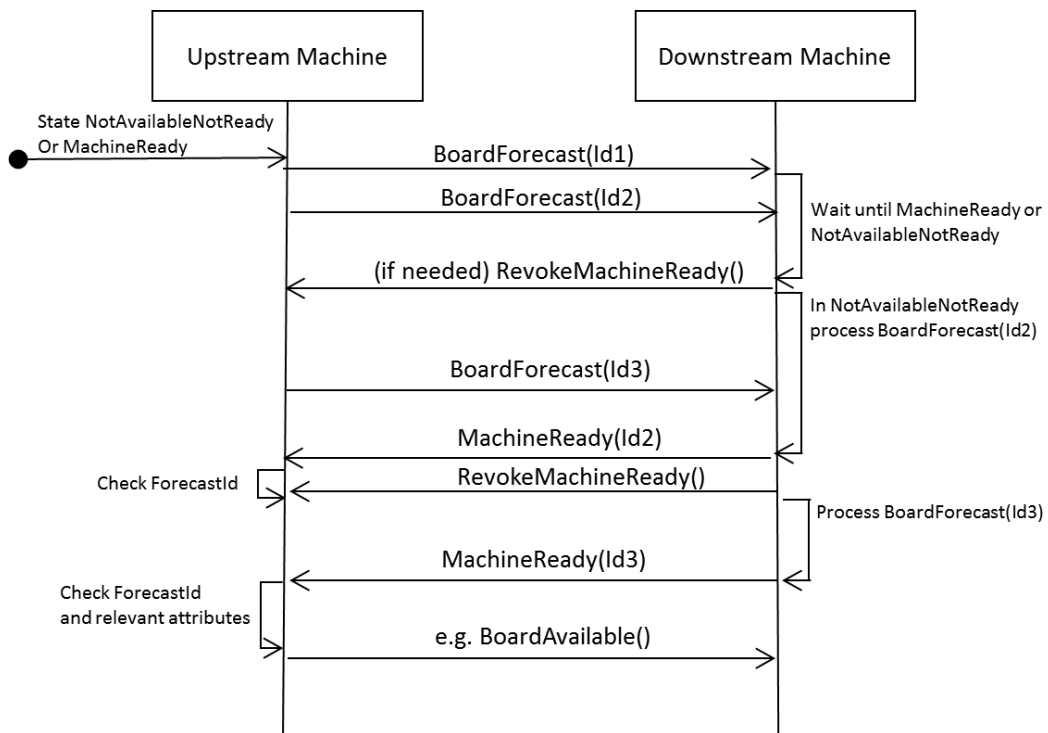 Upstream Machine
Downstream Machine
State NotAvailableNotReady
Or MachineReady
BoardForecast(Id1)
BoardForecast(Id2)
Wait until MachineReady or
NotAvailableNotReady
(if needed) RevokeMachineReady()
In NotAvailableNotReady
process BoardForecast(Id2)
BoardForecast(Id3)
MachineReady(Id2)
Check ForecastId
RevokeMachineReady()
Process BoardForecast(Id3)
MachineReady(Id3)
Check ForecastId
and relevant attributes
e.g. BoardAvailable()